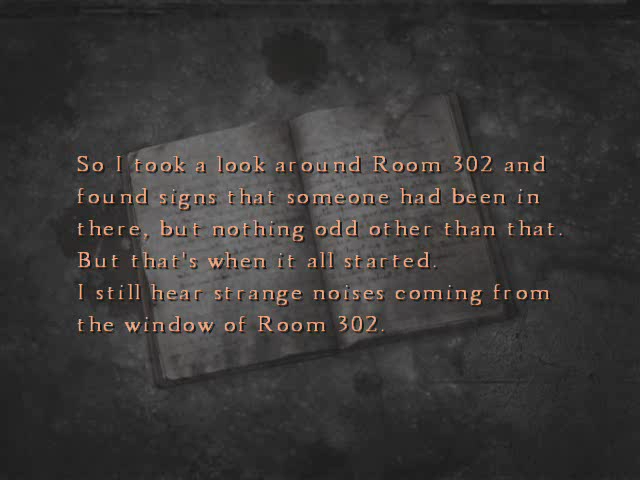 So I took a look around Room 302 and
found signs that someone had been in
there, but nothing odd other than that.
But that's when it all started.
I still hear strange noises coming from
the window of Room 302.